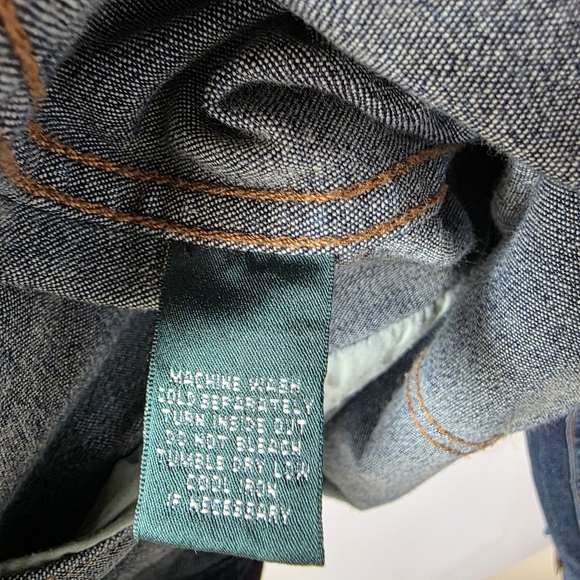 MACHINE WASH
COLD SEPARATELY
TURN INSIDE OUT
DO NOT BLEACH
TUMBLE DRY LOW
COOL IRON
IF NECESSARY